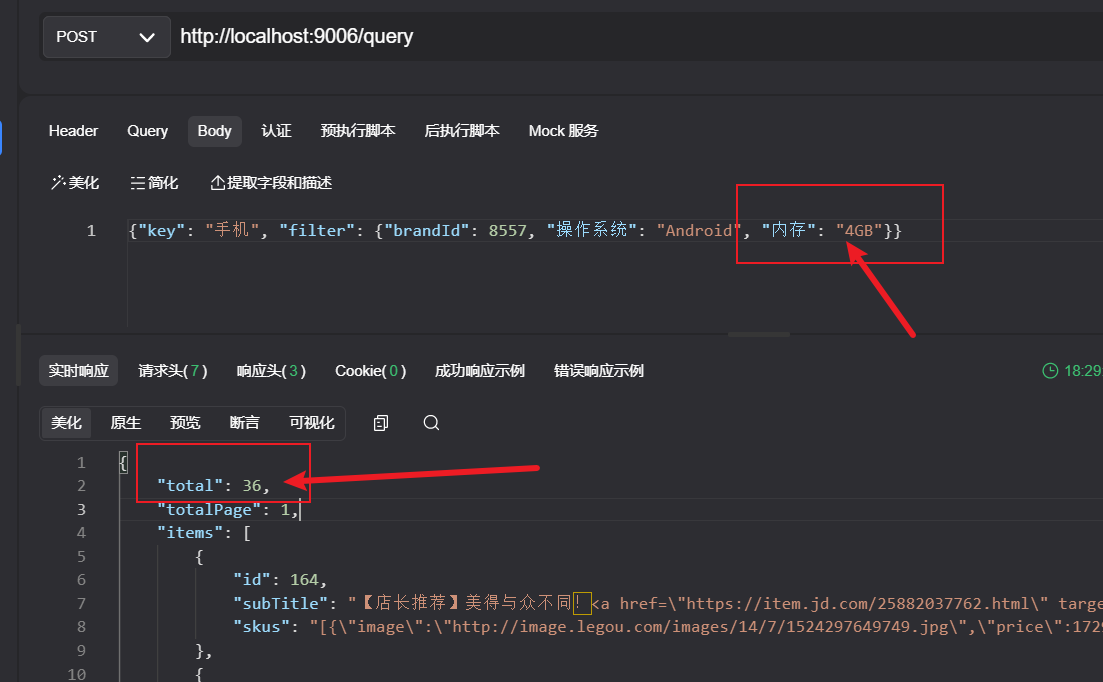 POST http://localhost:9006/query
Header Query Body 认证 预执行脚本 后执行脚本 Mock 服务
美化 简化 提取字段和描述
1 {"key": "手机", "filter": {"brandId": 8557, "操作系统": "Android", "内存": "4GB"}}
实时响应 请求头(7) 响应头(3) Cookie(0) 成功响应示例 错误响应示例 18:29:
美化 原生 预览 断言 可视化
1 {
2 "total": 36,
3 "totalPage": 1,
4 "items": [
5 {
6 "id": 164,
7 "subTitle": "【店长推荐】美得与众不同！<a href=\"https://item.jd.com/25882037762.html\" targe
8 "skus": "[{\"image\":\"http://image.legou.com/images/14/7/1524297649749.jpg\",\"price\":1729
9 },
10 {